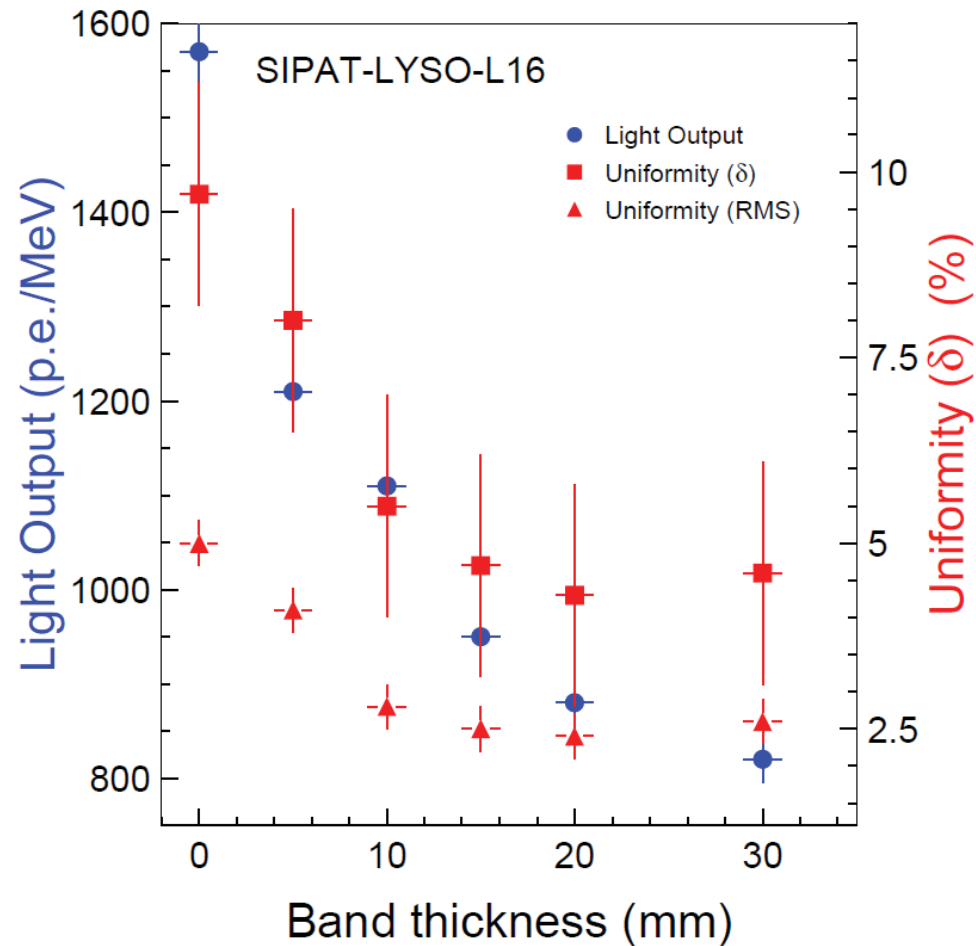 SIPAT-LYSO-L16
Light Output
Uniformity (δ)
Uniformity (RMS)
Light Output (p.e./MeV)
1600
1400
1200
1000
800
Uniformity (δ) (%)
10
7.5
5
2.5
0
10
20
30
Band thickness (mm)